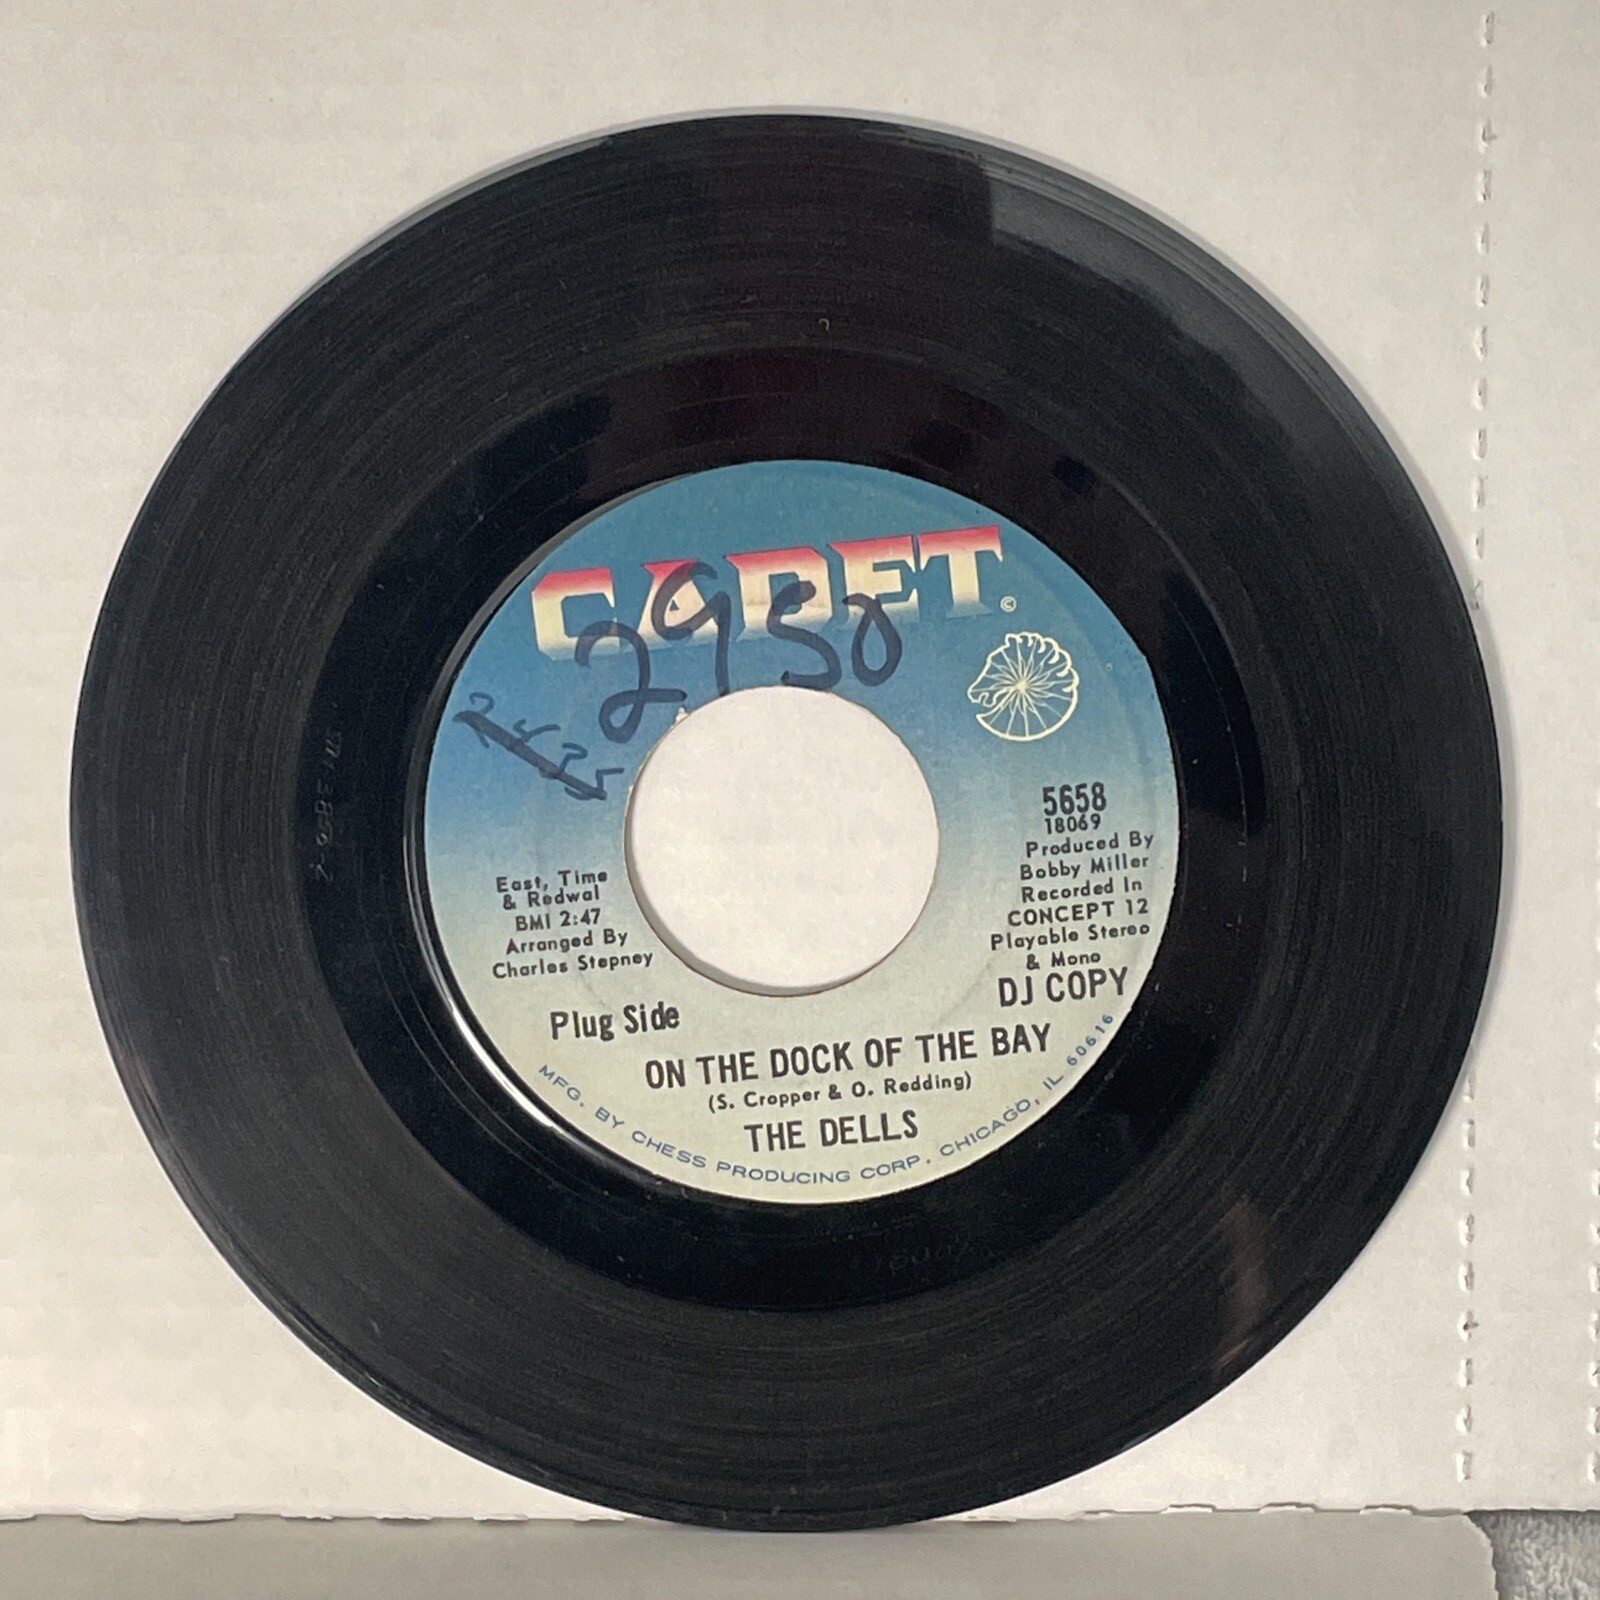 CADET
©
2950
5658
18069
Produced By
Bobby Miller
Recorded In
CONCEPT 12
Playable Stereo
& Mono
DJ COPY
East, Time
& Redwal
BMI 2:47
Arranged By
Charles Stepney
Plug Side
ON THE DOCK OF THE BAY
(S. Cropper & O. Redding)
THE DELLS
MFG. BY CHESS PRODUCING CORP. CHICAGO, IL 60616